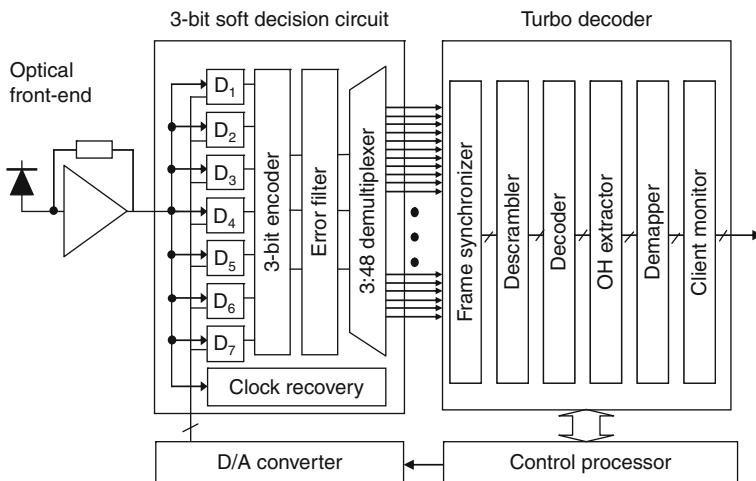 3-bit soft decision circuit
Turbo decoder
Optical
front-end
D1
D2
D3
D4
D5
D6
D7
3-bit encoder
Error filter
3:48 demultiplexer
Clock recovery
Frame synchronizer
Descrambler
Decoder
OH extractor
Demapper
Client monitor
D/A converter
Control processor